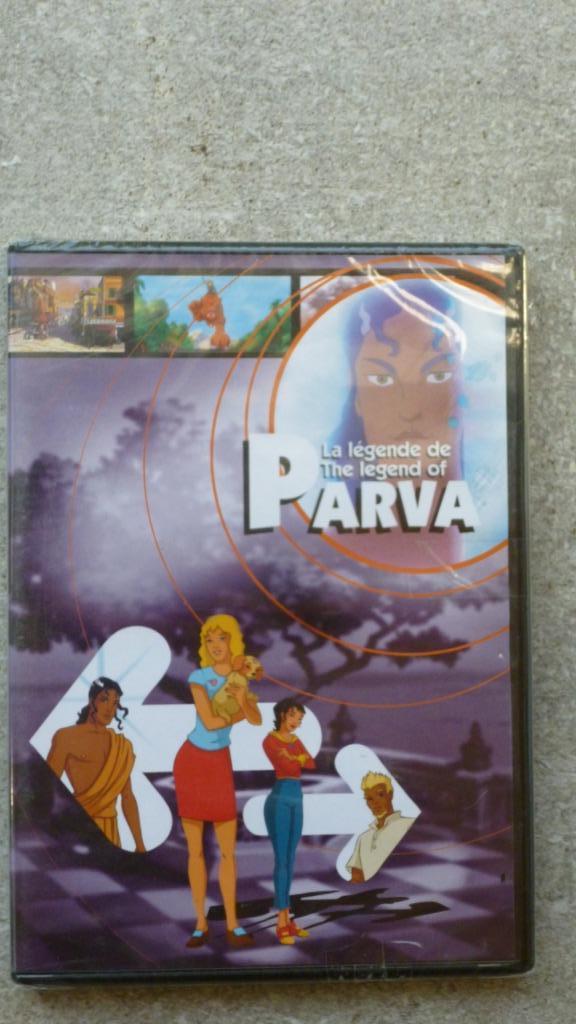 La légende de
The legend of
PARVA